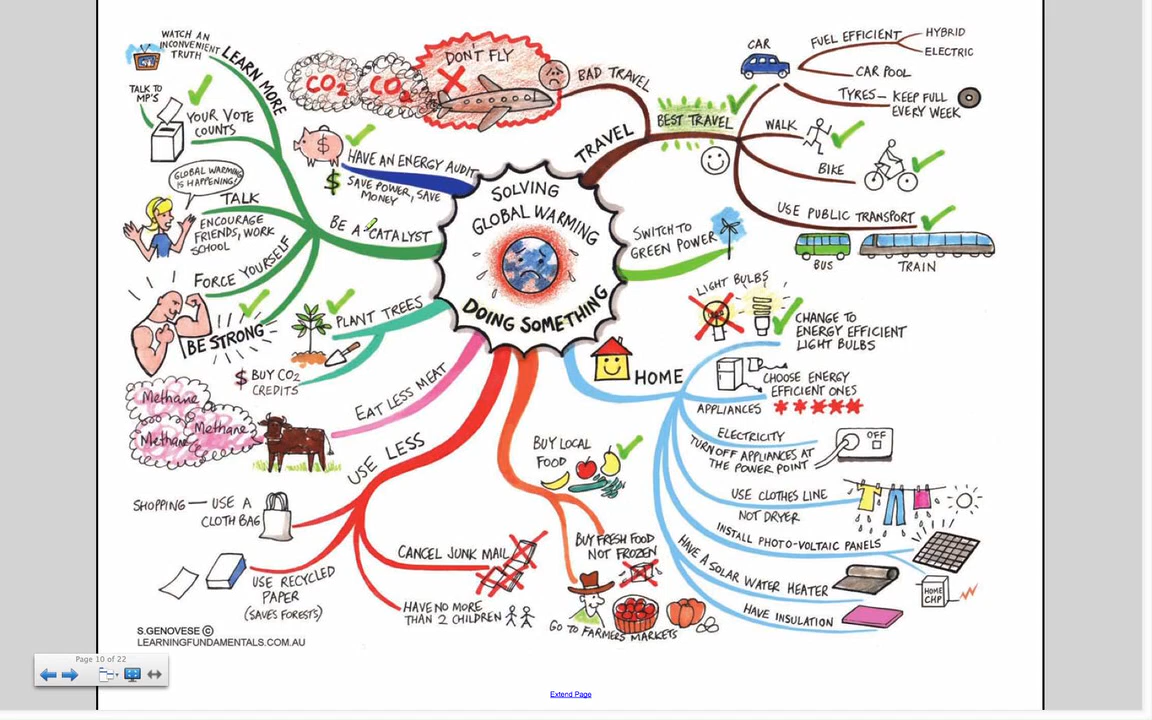 WATCH AN
INCONVENIENT
TRUTH
LEARN MORE
TALK TO
MP'S
YOUR VOTE
COUNTS
GLOBAL WARMING
IS HAPPENING!
TALK
ENCOURAGE
FRIENDS, WORK
SCHOOL
FORCE YOURSELF
BE STRONG
BE A CATALYST
CO2
CO2
DON'T FLY
BAD TRAVEL
TRAVEL
BEST TRAVEL
CAR
FUEL EFFICIENT
HYBRID
ELECTRIC
CAR POOL
TYRES – KEEP FULL
EVERY WEEK
WALK
BIKE
USE PUBLIC TRANSPORT
BUS
TRAIN
$
HAVE AN ENERGY AUDIT
$
SAVE POWER, SAVE
MONEY
SOLVING
GLOBAL WARMING
DOING SOMETHING
SWITCH TO
GREEN POWER
PLANT TREES
$ BUY CO2
CREDITS
EAT LESS MEAT
Methane
Methane
Methane
USE LESS
SHOPPING — USE A
CLOTH BAG
USE RECYCLED
PAPER
(SAVES FORESTS)
CANCEL JUNK MAIL
HAVE NO MORE
THAN 2 CHILDREN
BUY LOCAL
FOOD
BUY FRESH FOOD
NOT FROZEN
GO TO FARMERS MARKETS
HOME
LIGHT BULBS
CHANGE TO
ENERGY EFFICIENT
LIGHT BULBS
CHOOSE ENERGY
EFFICIENT ONES
APPLIANCES
ELECTRICITY
TURN OFF APPLIANCES AT
THE POWER POINT
OFF
USE CLOTHES LINE
NOT DRYER
INSTALL PHOTO-VOLTAIC PANELS
HAVE A SOLAR WATER HEATER
HOME
CHP
HAVE INSULATION
S.GENOVESE ©
LEARNINGFUNDAMENTALS.COM.AU
Page 10 of 22
Extend Page